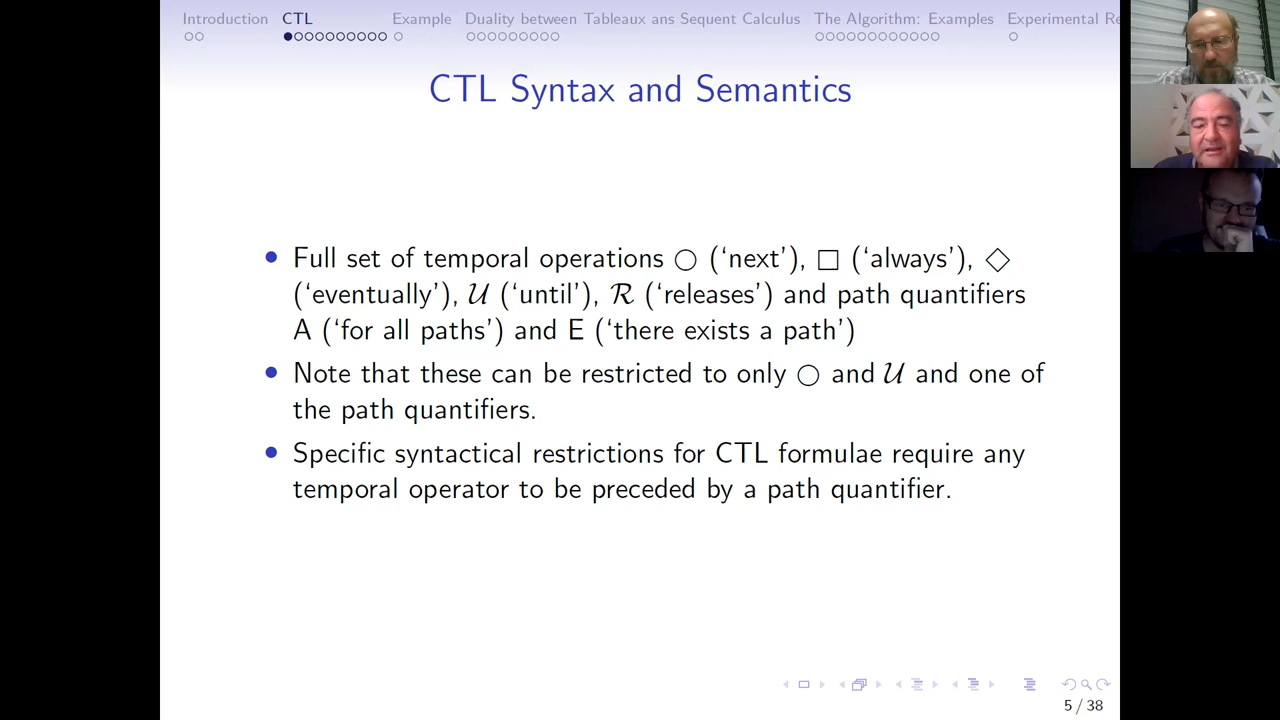 Introduction CTL Example Duality between Tableaux ans Sequent Calculus The Algorithm: Examples Experimental Re
CTL Syntax and Semantics
• Full set of temporal operations ○ (‘next’), □ (‘always’), ◇
(‘eventually’), 𝒰 (‘until’), ℛ (‘releases’) and path quantifiers
A (‘for all paths’) and E (‘there exists a path’)
• Note that these can be restricted to only ○ and 𝒰 and one of
the path quantifiers.
• Specific syntactical restrictions for CTL formulae require any
temporal operator to be preceded by a path quantifier.
5 / 38